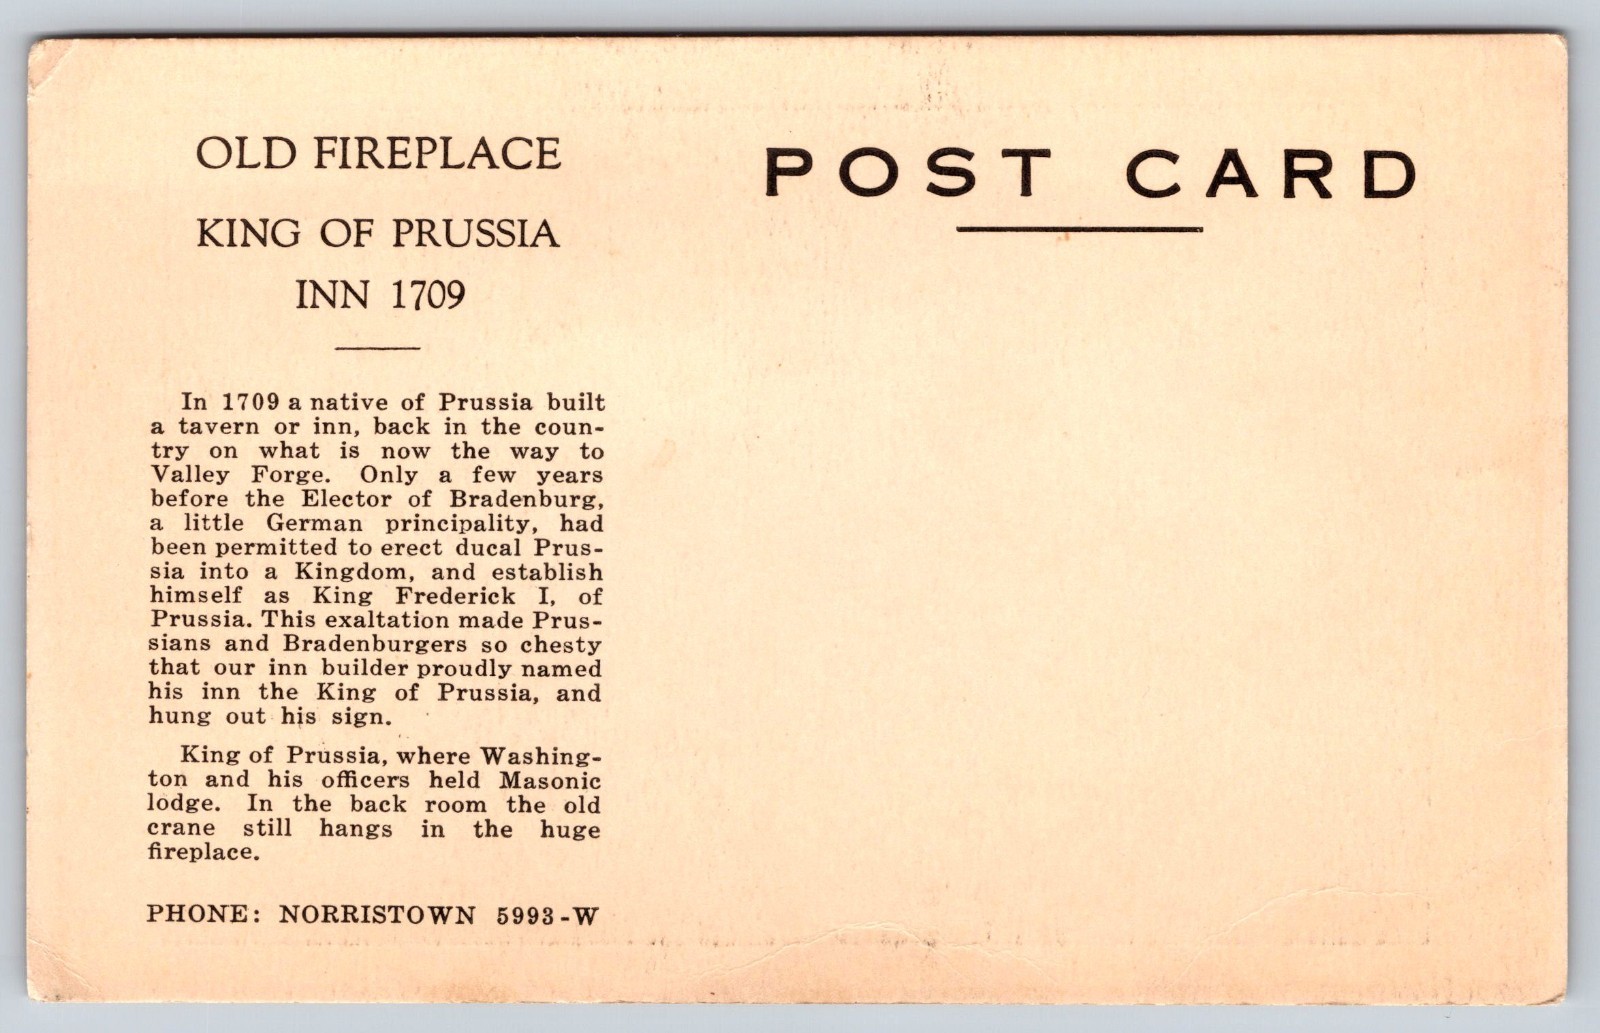 OLD FIREPLACE
KING OF PRUSSIA
INN 1709
In 1709 a native of Prussia built
a tavern or inn, back in the coun-
try on what is now the way to
Valley Forge. Only a few years
before the Elector of Bradenburg,
a little German principality, had
been permitted to erect ducal Prus-
sia into a Kingdom, and establish
himself as King Frederick I, of
Prussia. This exaltation made Prus-
sians and Bradenburgers so chesty
that our inn builder proudly named
his inn the King of Prussia, and
hung out his sign.
King of Prussia, where Washing-
ton and his officers held Masonic
lodge. In the back room the old
crane still hangs in the huge
fireplace.
PHONE: NORRISTOWN 5993-W
POST CARD